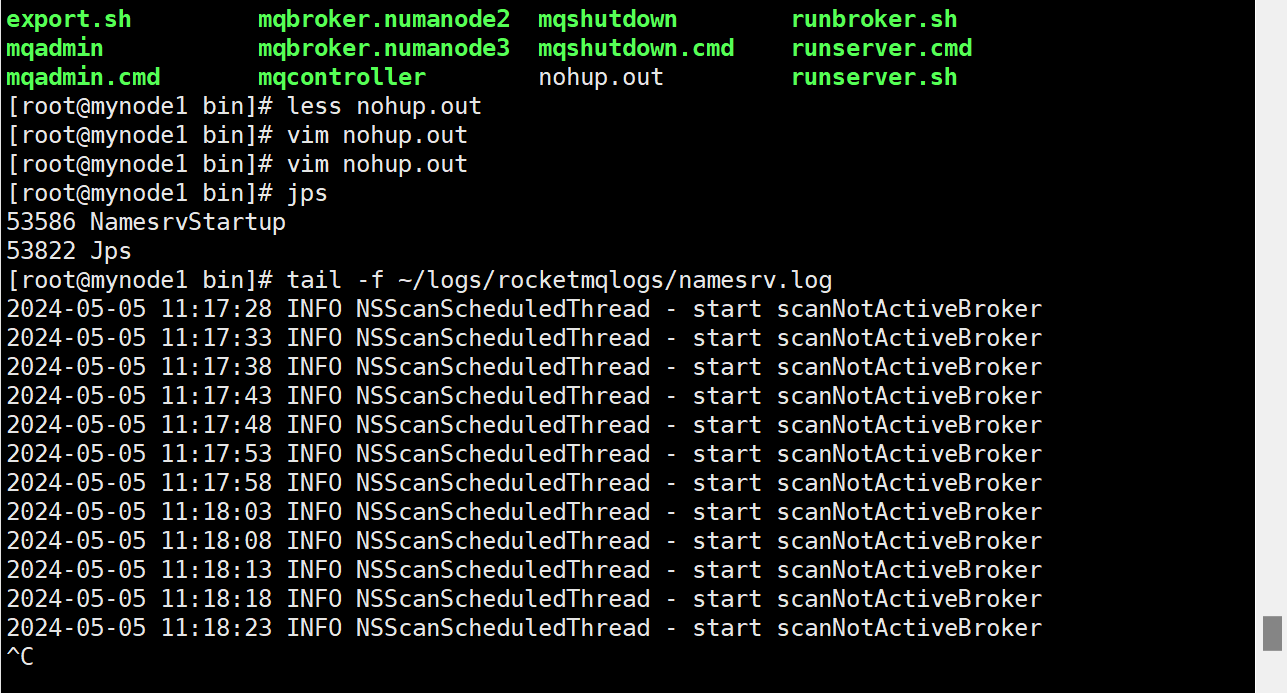 export.sh         mqbroker.numanode2  mqshutdown        runbroker.sh
mqadmin           mqbroker.numanode3  mqshutdown.cmd    runserver.cmd
mqadmin.cmd       mqcontroller        nohup.out         runserver.sh
[root@mynode1 bin]# less nohup.out
[root@mynode1 bin]# vim nohup.out
[root@mynode1 bin]# vim nohup.out
[root@mynode1 bin]# jps
53586 NamesrvStartup
53822 Jps
[root@mynode1 bin]# tail -f ~/logs/rocketmqlogs/namesrv.log
2024-05-05 11:17:28 INFO NSScanScheduledThread - start scanNotActiveBroker
2024-05-05 11:17:33 INFO NSScanScheduledThread - start scanNotActiveBroker
2024-05-05 11:17:38 INFO NSScanScheduledThread - start scanNotActiveBroker
2024-05-05 11:17:43 INFO NSScanScheduledThread - start scanNotActiveBroker
2024-05-05 11:17:48 INFO NSScanScheduledThread - start scanNotActiveBroker
2024-05-05 11:17:53 INFO NSScanScheduledThread - start scanNotActiveBroker
2024-05-05 11:17:58 INFO NSScanScheduledThread - start scanNotActiveBroker
2024-05-05 11:18:03 INFO NSScanScheduledThread - start scanNotActiveBroker
2024-05-05 11:18:08 INFO NSScanScheduledThread - start scanNotActiveBroker
2024-05-05 11:18:13 INFO NSScanScheduledThread - start scanNotActiveBroker
2024-05-05 11:18:18 INFO NSScanScheduledThread - start scanNotActiveBroker
2024-05-05 11:18:23 INFO NSScanScheduledThread - start scanNotActiveBroker
^C